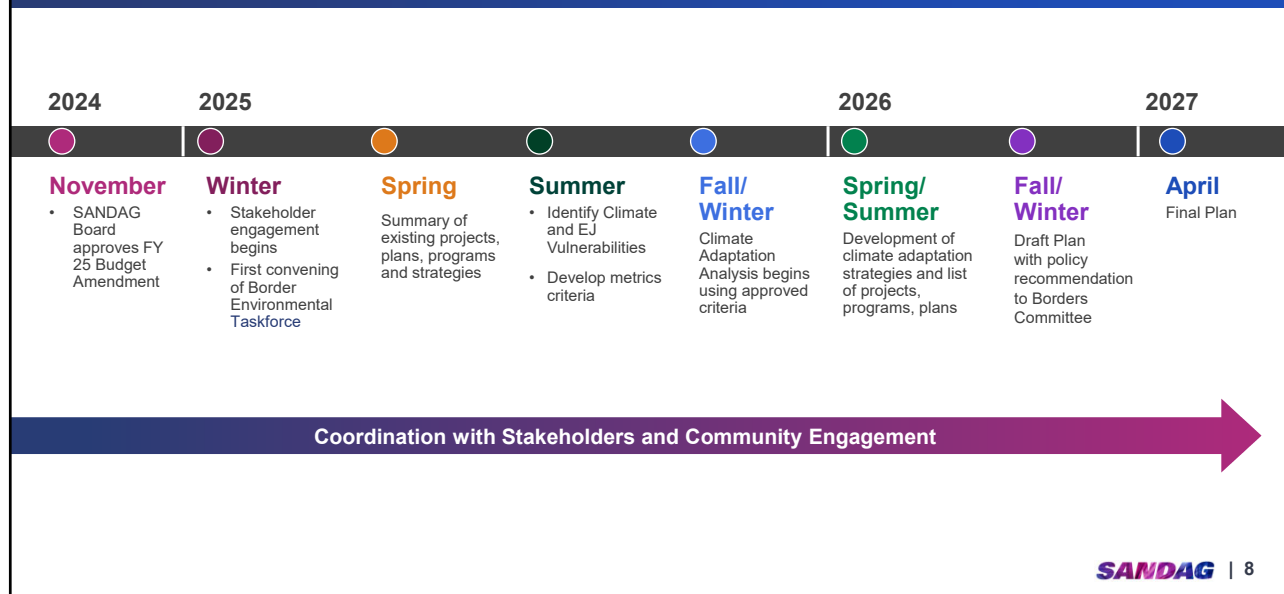 2024
2025
2026
2027
November
• SANDAG
Board
approves FY
25 Budget
Amendment
Winter
• Stakeholder
engagement
begins
• First convening
of Border
Environmental
Taskforce
Spring
Summary of
existing projects,
plans, programs
and strategies
Summer
• Identify Climate
and EJ
Vulnerabilities
• Develop metrics
criteria
Fall/
Winter
Climate
Adaptation
Analysis begins
using approved
criteria
Spring/
Summer
Development of
climate adaptation
strategies and list
of projects,
programs, plans
Fall/
Winter
Draft Plan
with policy
recommendation
to Borders
Committee
April
Final Plan
Coordination with Stakeholders and Community Engagement
SANDAG | 8